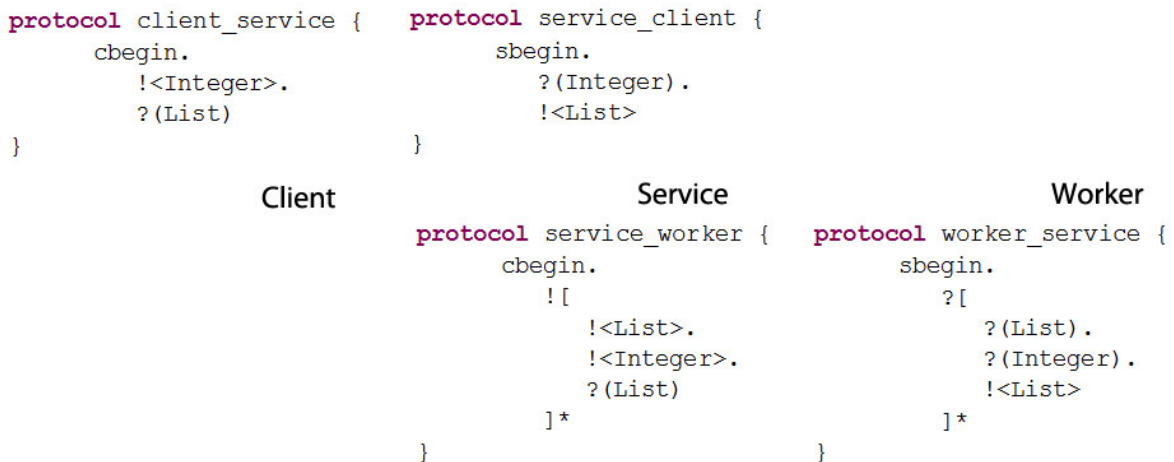 protocol client_service {
cbegin.
!<Integer>.
?(List)
}
protocol service_client {
sbegin.
?(Integer).
!<List>
}
Client
Service
Worker
protocol service_worker {
cbegin.
![
!<List>.
!<Integer>.
?(List)
]*
}
protocol worker_service {
sbegin.
?[
?(List).
?(Integer).
!<List>
]*
}